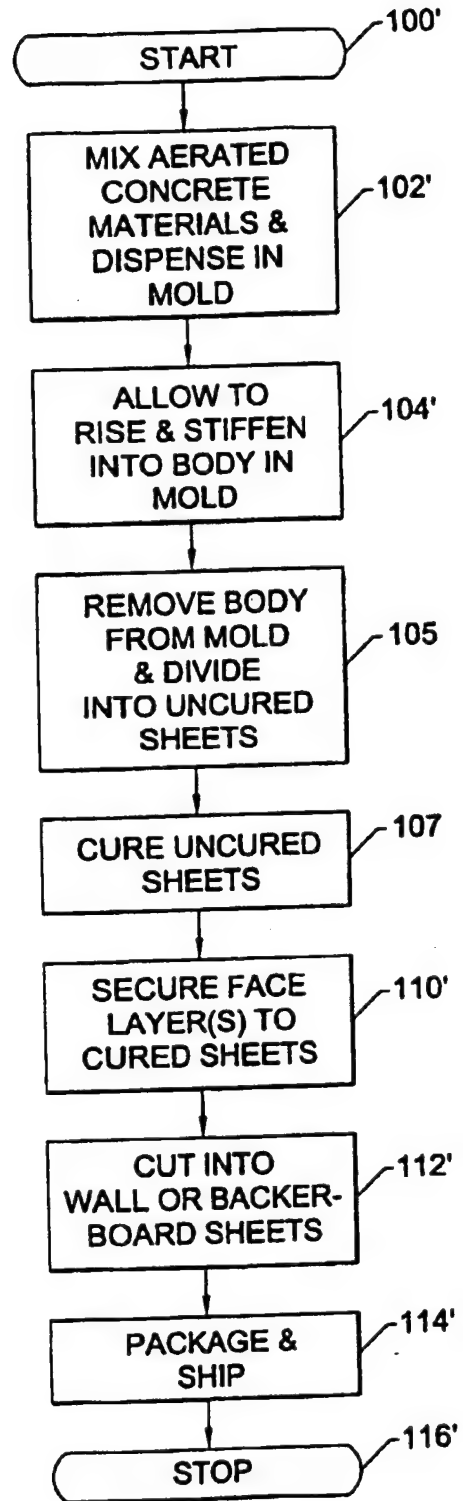 START
100'
MIX AERATED
CONCRETE
MATERIALS &
DISPENSE IN
MOLD
102'
ALLOW TO
RISE & STIFFEN
INTO BODY IN
MOLD
104'
REMOVE BODY
FROM MOLD
& DIVIDE
INTO UNCURED
SHEETS
105
CURE UNCURED
SHEETS
107
SECURE FACE
LAYER(S) TO
CURED SHEETS
110'
CUT INTO
WALL OR BACKER-
BOARD SHEETS
112'
PACKAGE &
SHIP
114'
STOP
116'